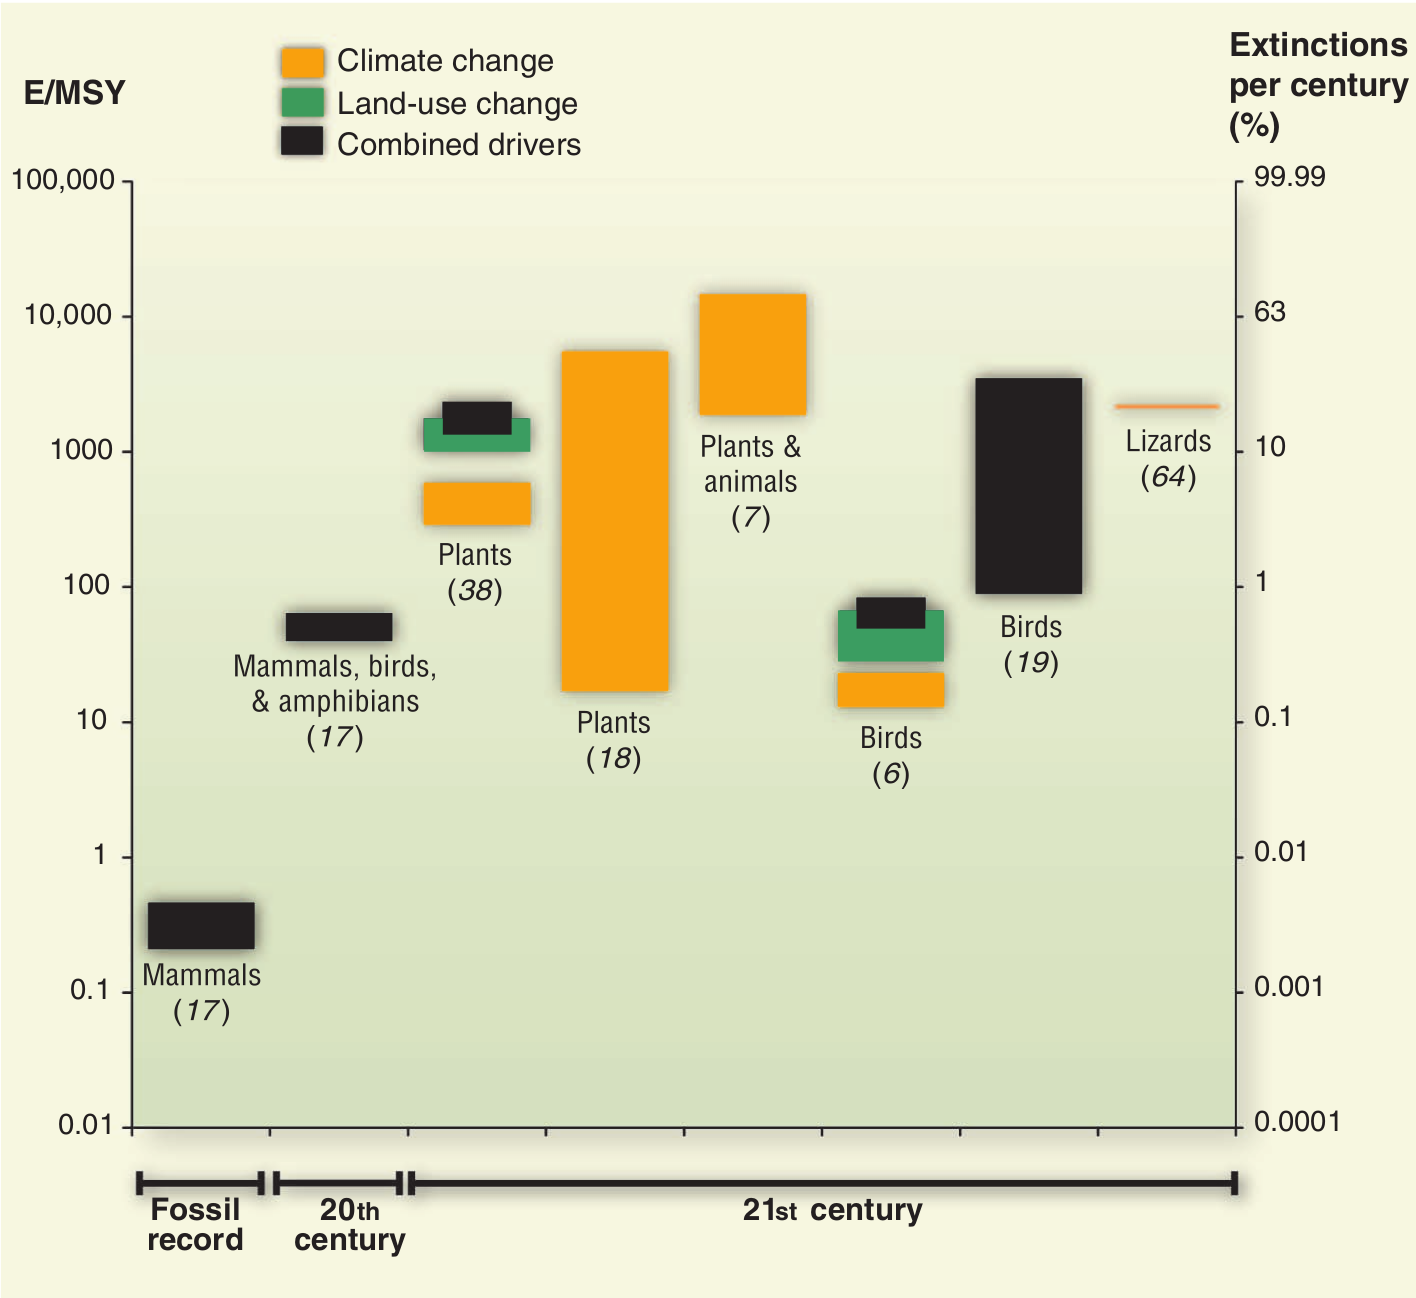 E/MSY
Climate change
Land-use change
Combined drivers
Extinctions
per century
(%)
100,000
10,000
1000
100
10
1
0.1
0.01
99.99
63
10
1
0.1
0.01
0.001
0.0001
Mammals
(17)
Mammals, birds,
& amphibians
(17)
Plants
(38)
Plants
(18)
Plants &
animals
(7)
Birds
(6)
Birds
(19)
Lizards
(64)
Fossil
record
20th
century
21st century